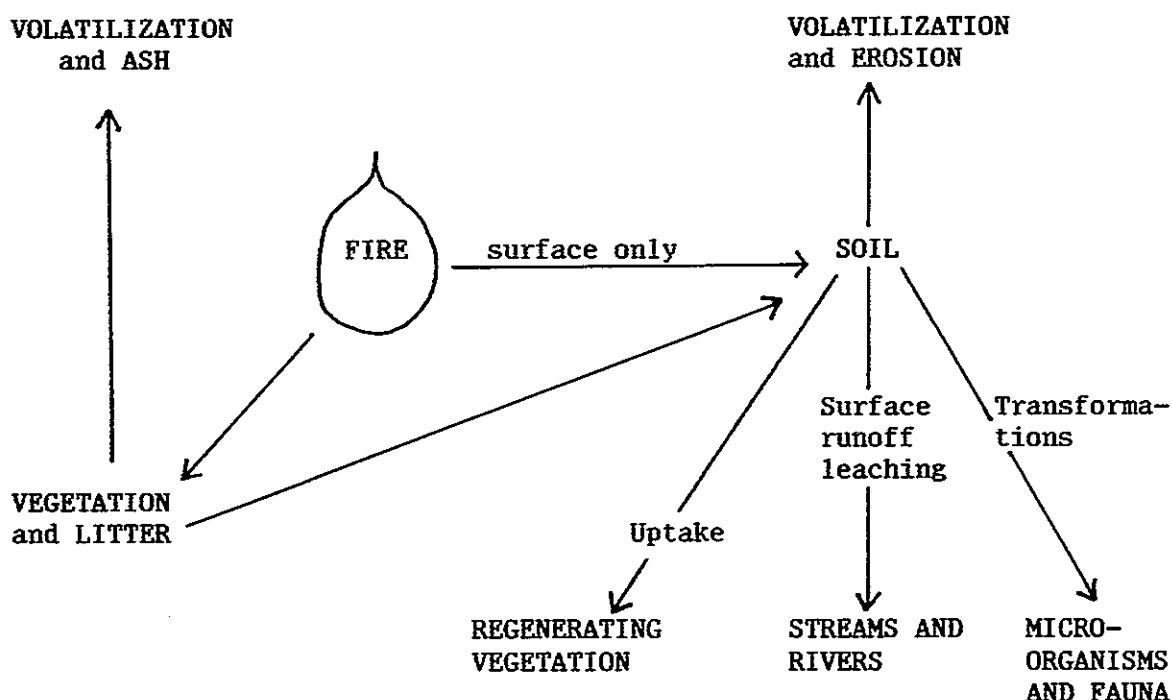 VOLATILIZATION
and ASH
VOLATILIZATION
and EROSION
FIRE
surface only
SOIL
Surface
runoff
leaching
Transforma-
tions
VEGETATION
and LITTER
Uptake
REGENERATING
VEGETATION
STREAMS AND
RIVERS
MICRO-
ORGANISMS
AND FAUNA